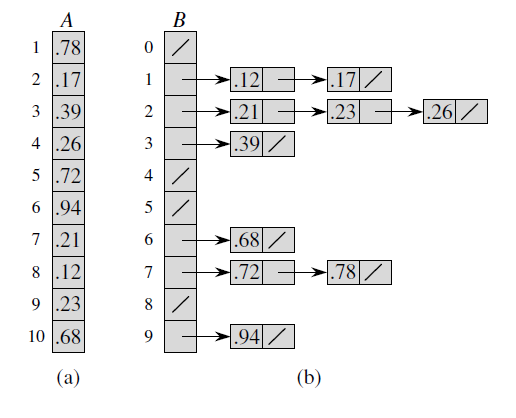 A B
1 .78 0 /
2 .17 1 .12 .17 /
3 .39 2 .21 .23 .26 /
4 .26 3 .39 /
5 .72 4 /
6 .94 5 /
7 .21 6 .68 /
8 .12 7 .72 .78 /
9 .23 8 /
10 .68 9 .94 /
(a) (b)